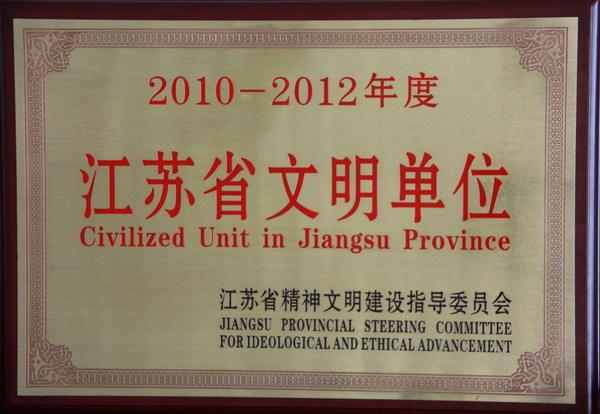 2010－2012年度
江苏省文明单位
Civilized Unit in Jiangsu Province
江苏省精神文明建设指导委员会
JIANGSU PROVINCIAL STEERING COMMITTEE
FOR IDEOLOGICAL AND ETHICAL ADVANCEMENT